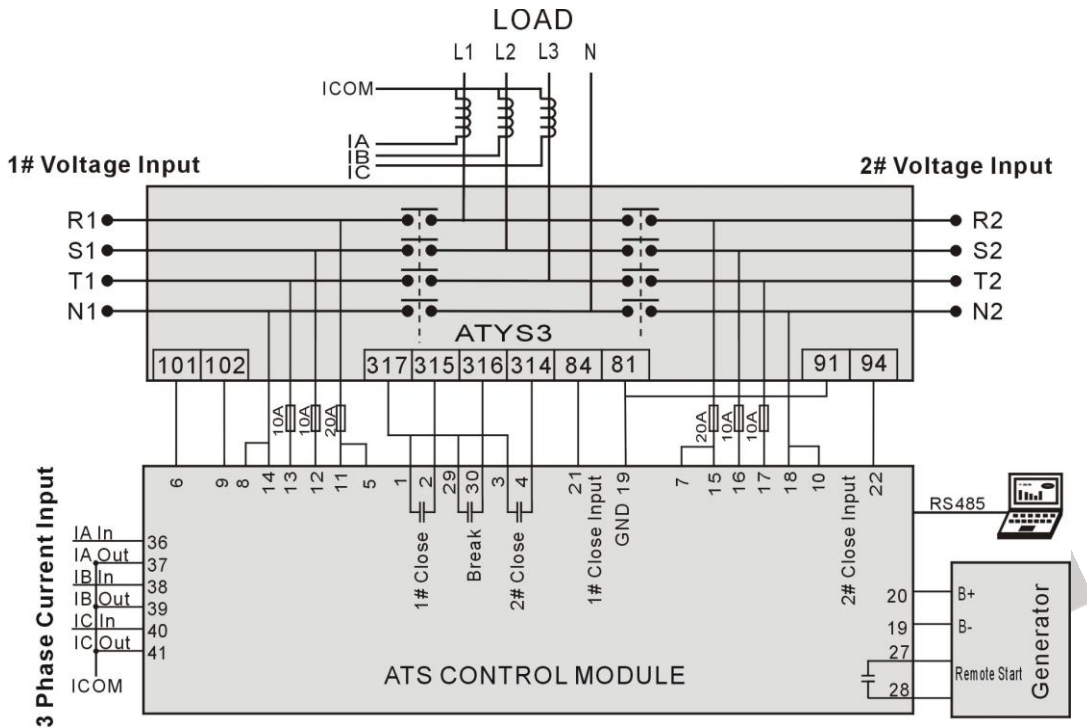 LOAD
L1 L2 L3 N
ICOM
IA
IB
IC
1# Voltage Input
2# Voltage Input
R1
S1
T1
N1
R2
S2
T2
N2
ATYS3
101 102 317 315 316 314 84 81 91 94
10A 10A 20A 20A 10A 10A
6 9 8 14 13 12 11 5 1 2 29 30 3 4 21 19 7 15 16 17 18 10 22
1# Close
Break
2# Close
1# Close Input
GND
2# Close Input
RS485
3 Phase Current Input
IA In 36
IA Out 37
IB In 38
IB Out 39
IC In 40
IC Out 41
ICOM
ATS CONTROL MODULE
20 B+
19 B-
27
Remote Start
28
Generator